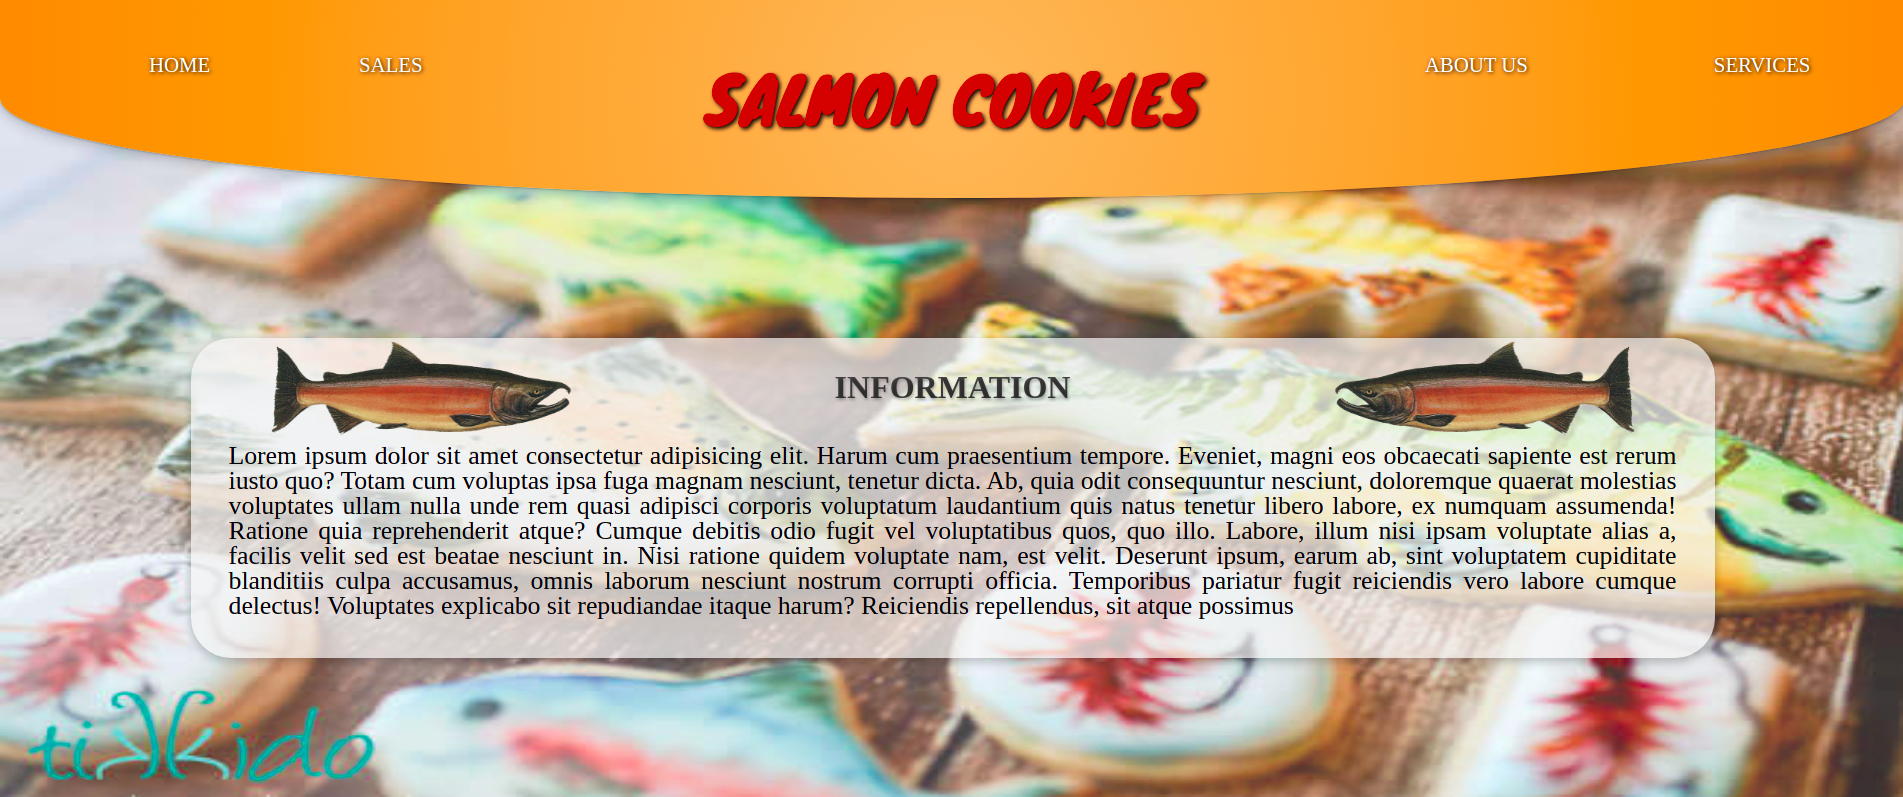 HOME SALES SALMON COOKIES ABOUT US SERVICES
INFORMATION
Lorem ipsum dolor sit amet consectetur adipisicing elit. Harum cum praesentium tempore. Eveniet, magni eos obcaecati sapiente est rerum
iusto quo? Totam cum voluptas ipsa fuga magnam nesciunt, tenetur dicta. Ab, quia odit consequuntur nesciunt, doloremque quaerat molestias
voluptates ullam nulla unde rem quasi adipisci corporis voluptatum laudantium quis natus tenetur libero labore, ex numquam assumenda!
Ratione quia reprehenderit atque? Cumque debitis odio fugit vel voluptatibus quos, quo illo. Labore, illum nisi ipsam voluptate alias a,
facilis velit sed est beatae nesciunt in. Nisi ratione quidem voluptate nam, est velit. Deserunt ipsum, earum ab, sint voluptatem cupiditate
blanditiis culpa accusamus, omnis laborum nesciunt nostrum corrupti officia. Temporibus pariatur fugit reiciendis vero labore cumque
delectus! Voluptates explicabo sit repudiandae itaque harum? Reiciendis repellendus, sit atque possimus
tikkido